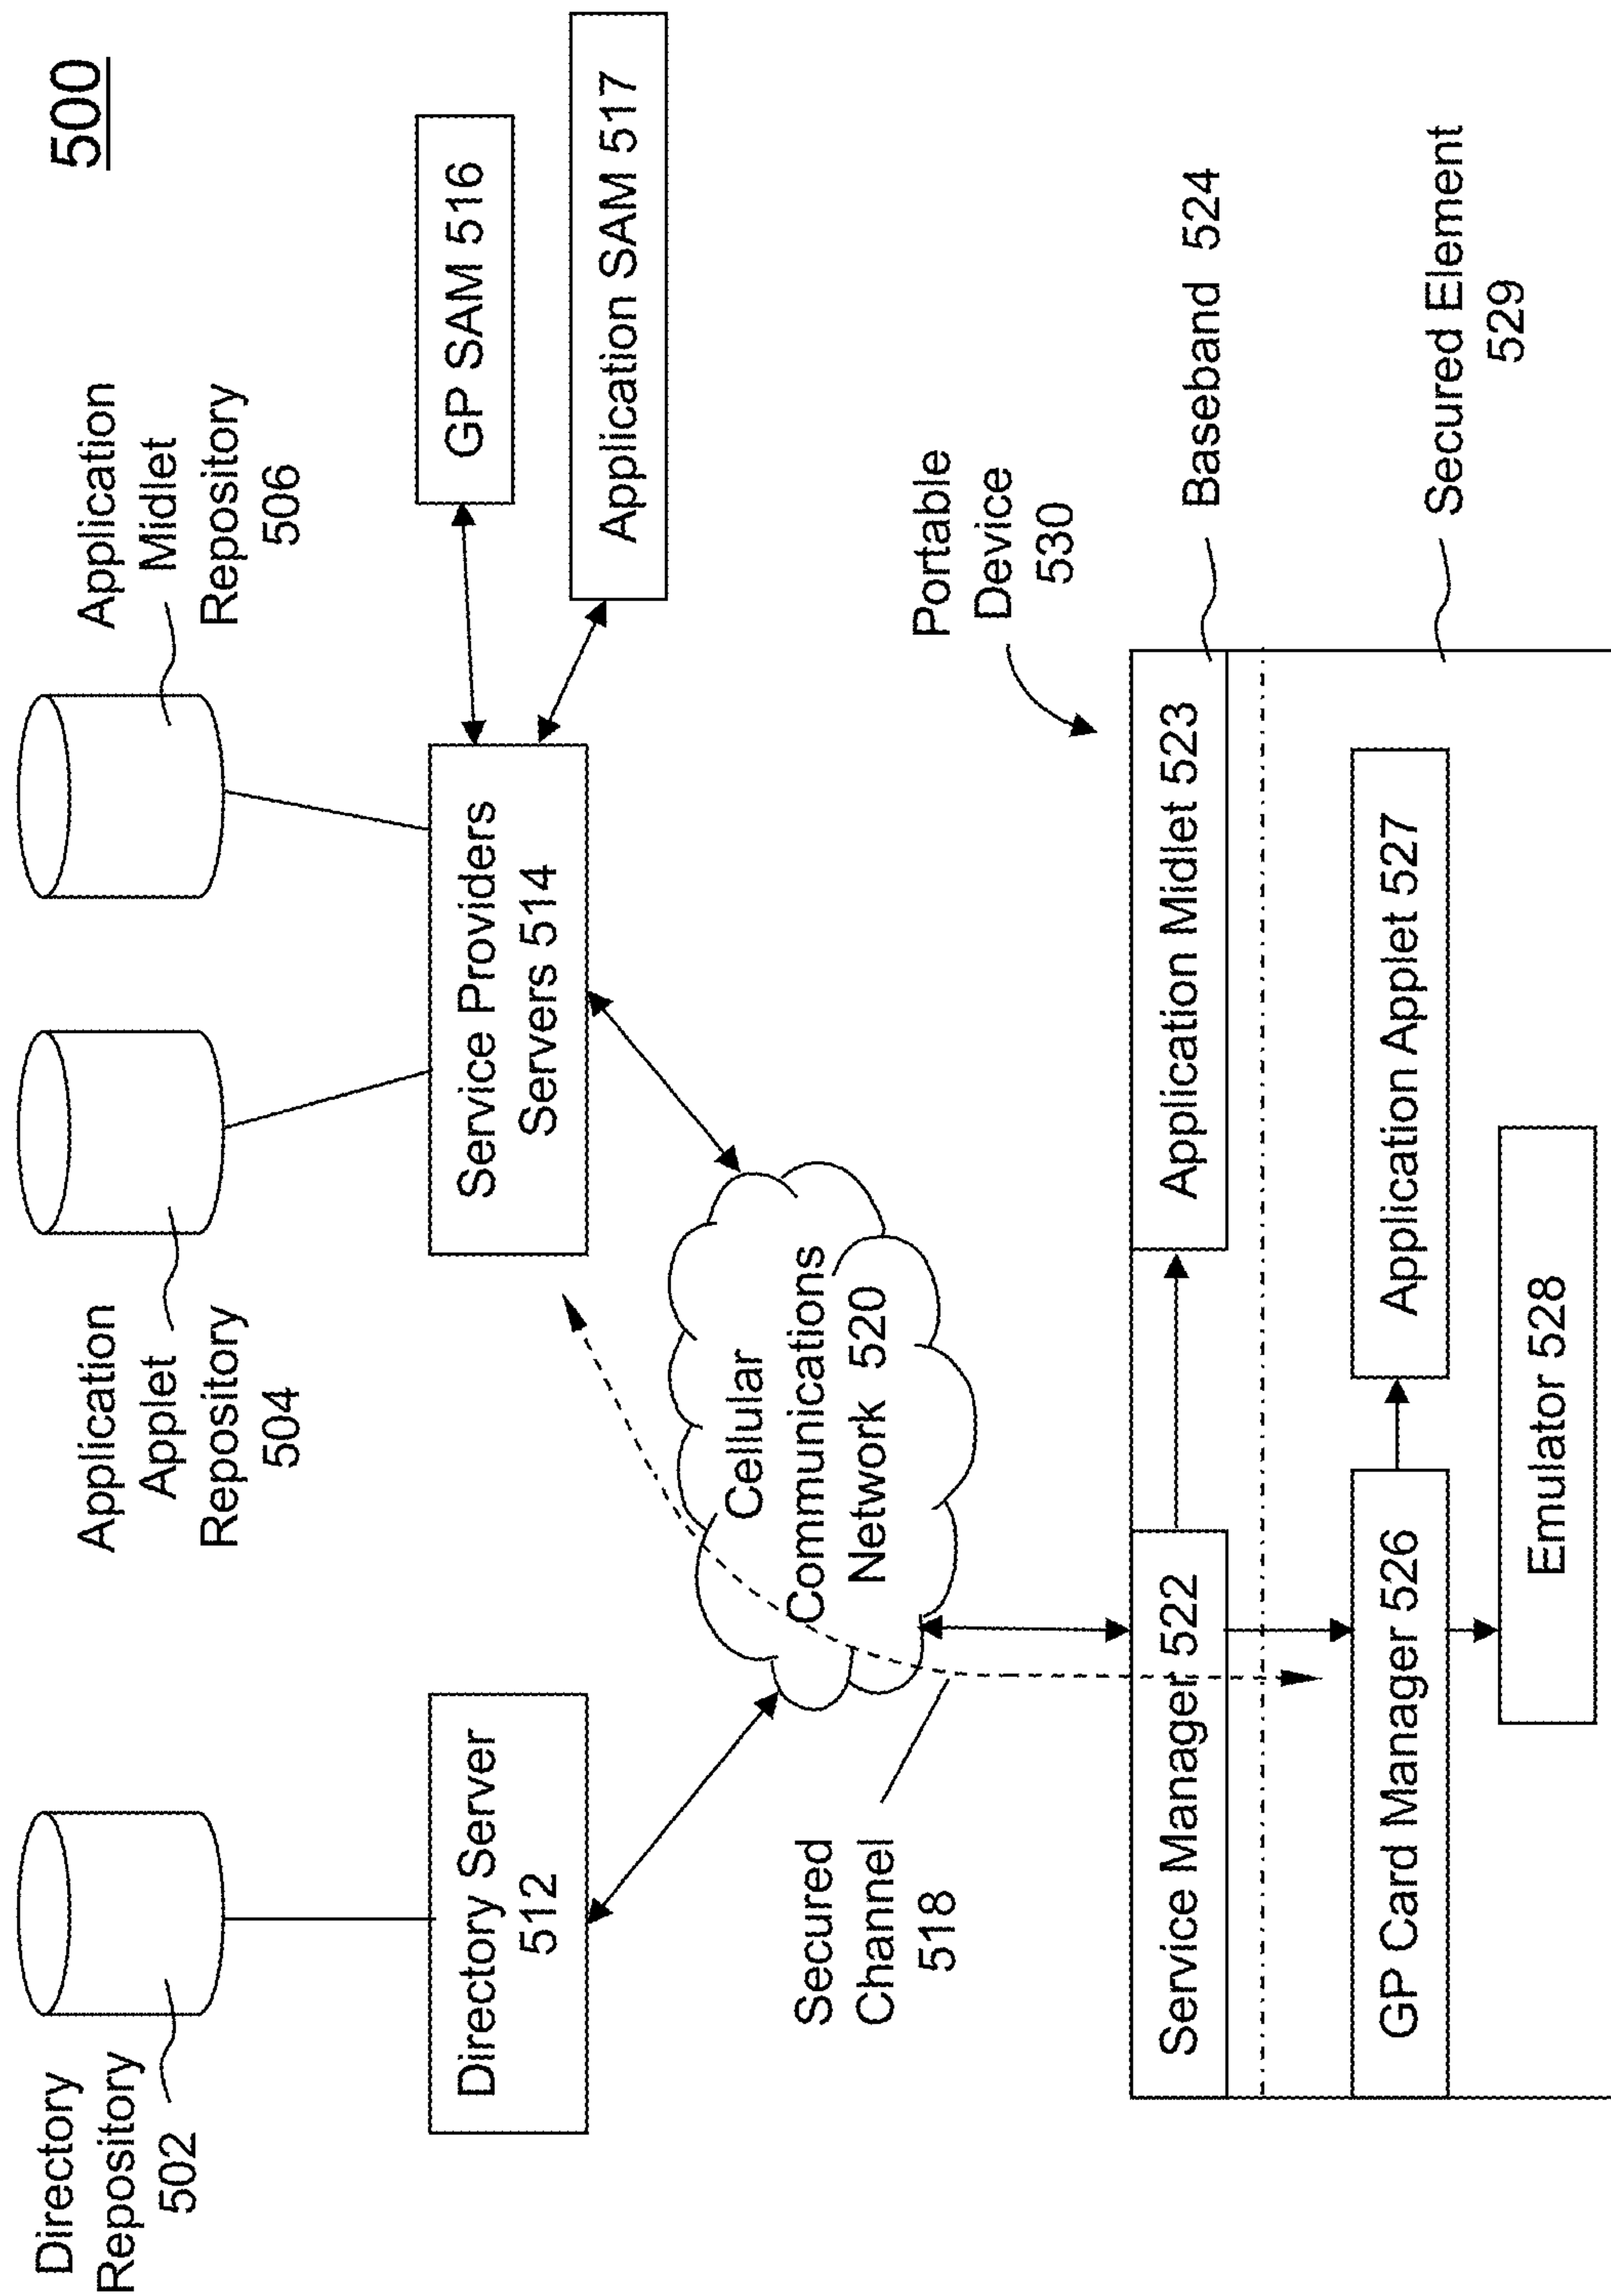 500
Directory
Repository
502
Application
Applet
Repository
504
Application
Midlet
Repository
506
Directory Server
512
Service Providers
Servers 514
GP SAM 516
Application SAM 517
Secured
Channel
518
Cellular
Communications
Network 520
Portable
Device
530
Service Manager 522
Application Midlet 523
Baseband 524
GP Card Manager 526
Application Applet 527
Secured Element
529
Emulator 528